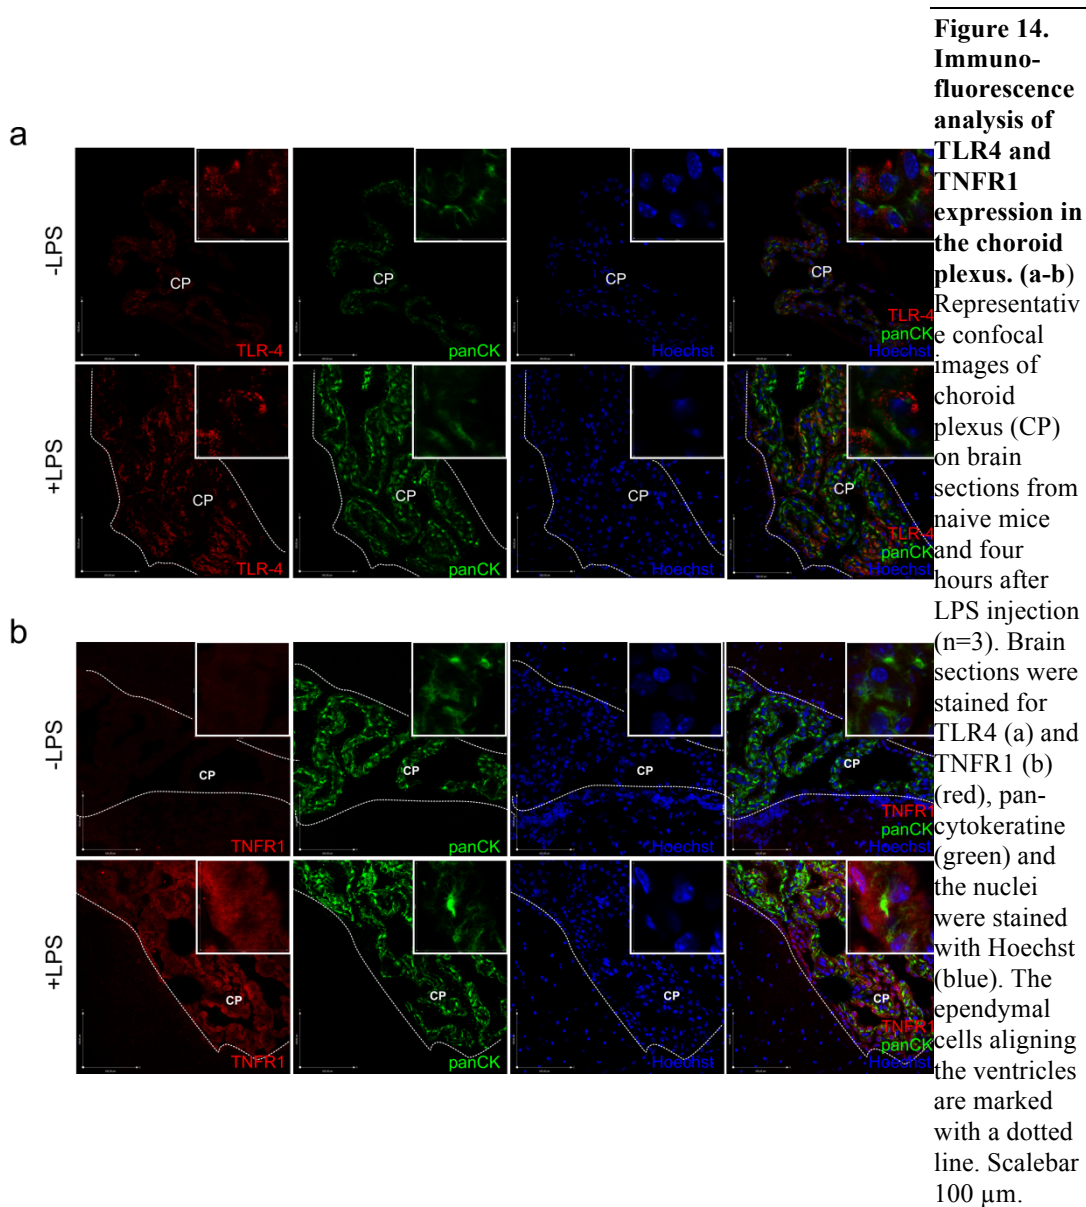 a
-LPS
CP
TLR-4
CP
panCK
Hoechst
CP
TLR-4
panCK
Hoechst
+LPS
CP
TLR-4
CP
panCK
CP
Hoechst
CP
TLR-4
panCK
Hoechst
b
-LPS
CP
TNFR1
CP
panCK
CP
Hoechst
CP
TNFR1
panCK
Hoechst
+LPS
CP
TNFR1
CP
panCK
CP
Hoechst
CP
TNFR1
panCK
Hoechst
Figure 14.
Immuno-
fluorescence
analysis of
TLR4 and
TNFR1
expression in
the choroid
plexus. (a-b)
Representativ
e confocal
images of
choroid
plexus (CP)
on brain
sections from
naive mice
and four
hours after
LPS injection
(n=3). Brain
sections were
stained for
TLR4 (a) and
TNFR1 (b)
(red), pan-
cytokeratine
(green) and
the nuclei
were stained
with Hoechst
(blue). The
ependymal
cells aligning
the ventricles
are marked
with a dotted
line. Scalebar
100 µm.